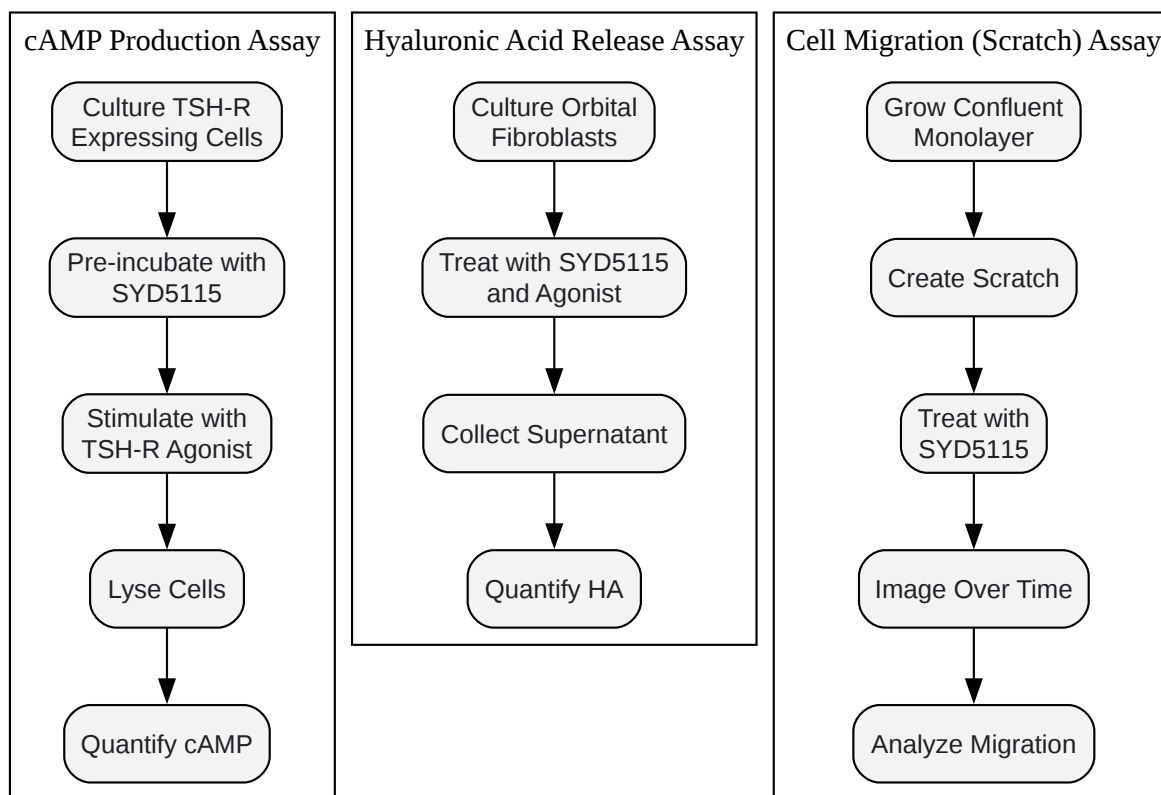 cAMP Production Assay
Culture TSH-R
Expressing Cells
Pre-incubate with
SYD5115
Stimulate with
TSH-R Agonist
Lyse Cells
Quantify cAMP
Hyaluronic Acid Release Assay
Culture Orbital
Fibroblasts
Treat with SYD5115
and Agonist
Collect Supernatant
Quantify HA
Cell Migration (Scratch) Assay
Grow Confluent
Monolayer
Create Scratch
Treat with
SYD5115
Image Over Time
Analyze Migration